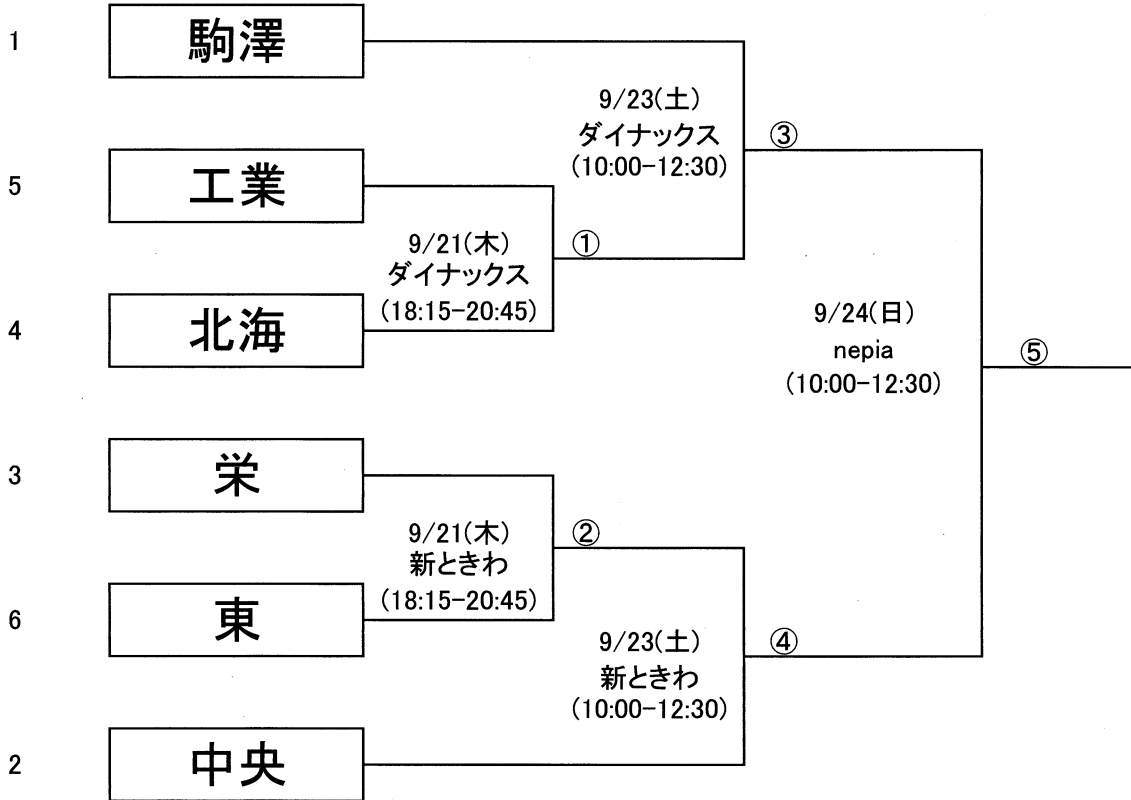 1
駒澤
9/23(土)
ダイナックス
(10:00-12:30)
③
5
工業
9/21(木)
ダイナックス
(18:15-20:45)
①
4
北海
9/24(日)
nepia
(10:00-12:30)
⑤
3
栄
9/21(木)
新ときわ
(18:15-20:45)
②
6
東
9/23(土)
新ときわ
(10:00-12:30)
④
2
中央